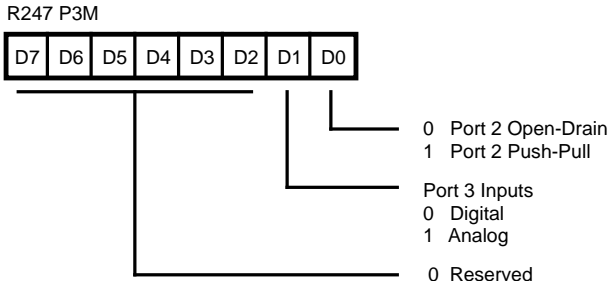 R247 P3M
D7 D6 D5 D4 D3 D2 D1 D0
0 Port 2 Open-Drain
1 Port 2 Push-Pull
Port 3 Inputs
0 Digital
1 Analog
0 Reserved